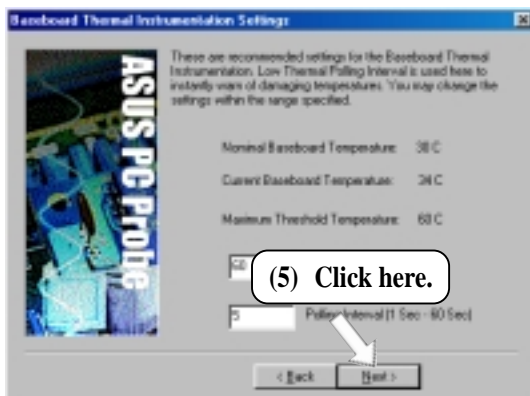 Baseboard Thermal Instrumentation Settings
ASUS PC Probe
These are recommended settings for the Baseboard Thermal
Instrumentation. Low Thermal Polling Interval is used here to
instantly warn of damaging temperatures. You may change the
settings within the range specified.
Nominal Baseboard Temperature: 30 C
Current Baseboard Temperature: 34 C
Maximum Threshold Temperature: 60 C
(5) Click here.
5 Polling Interval (1 Sec - 60 Sec)
< Back Next >